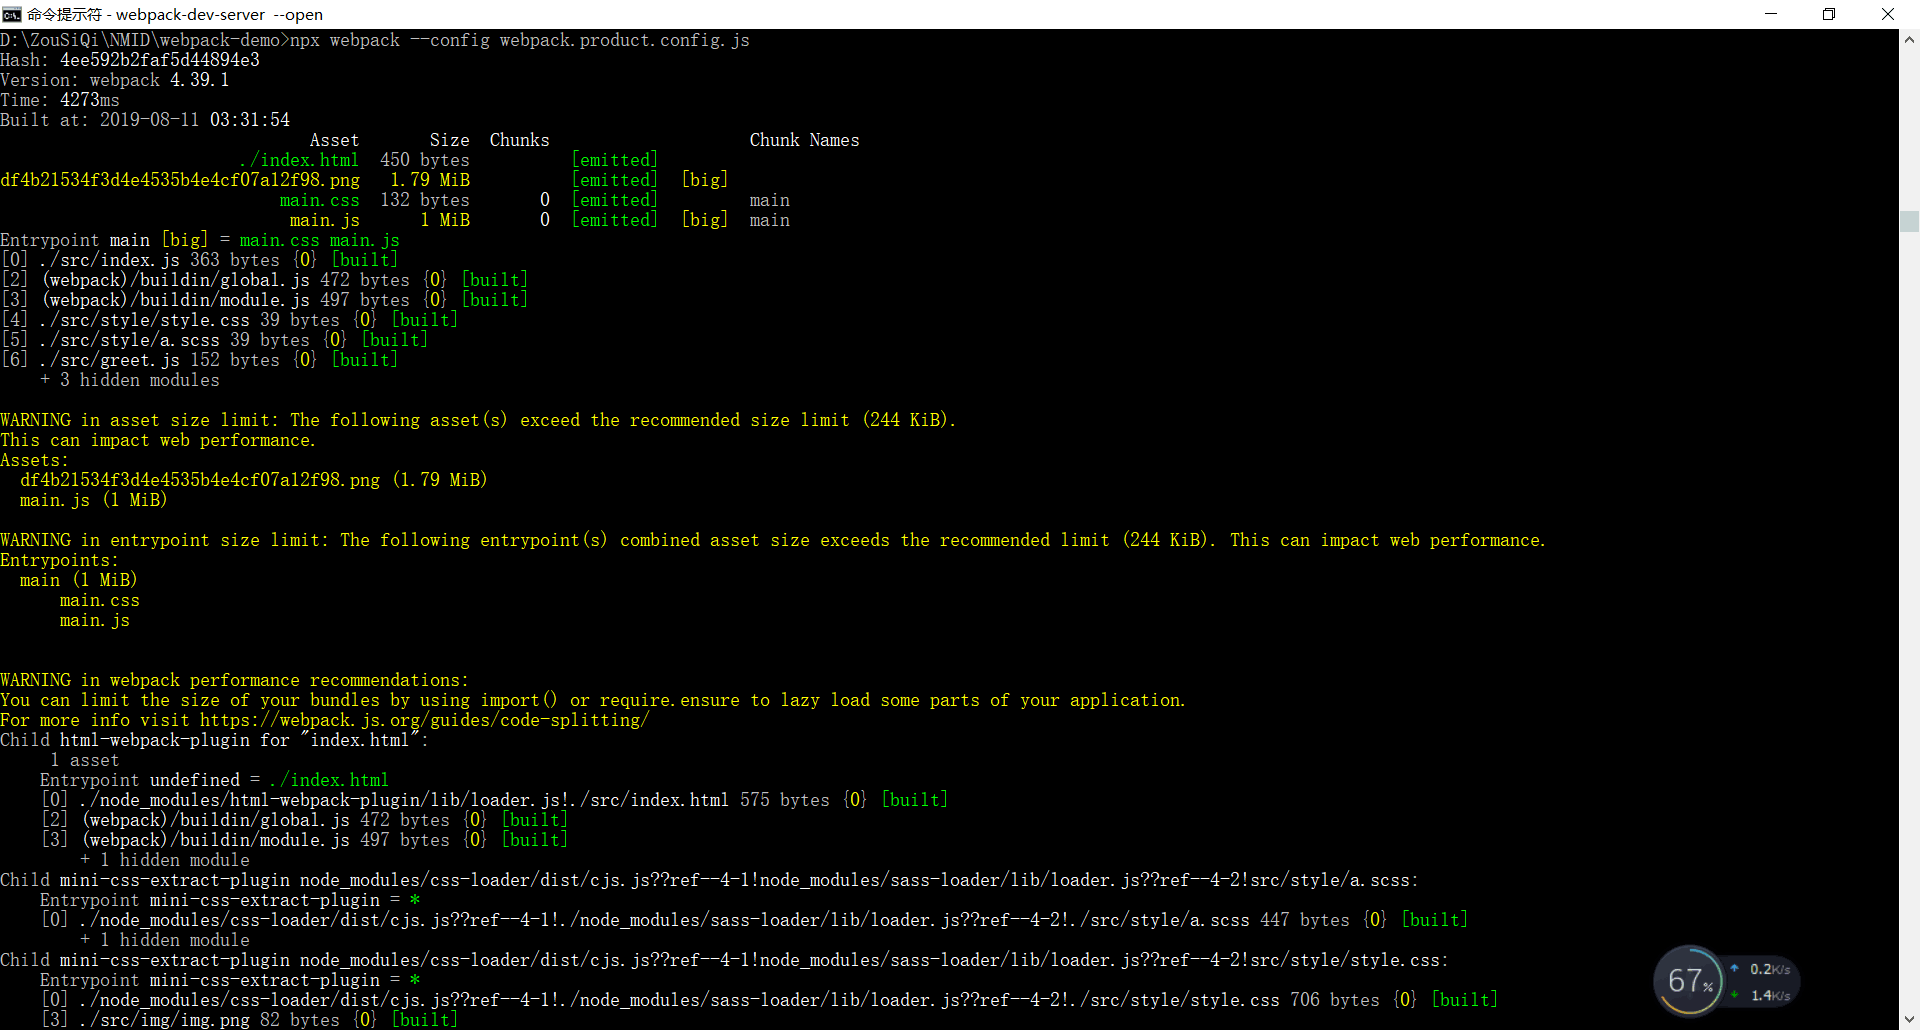 命令提示符 - webpack-dev-server  --open
D:\ZouSiQi\NMID\webpack-demo>npx webpack --config webpack.product.config.js
Hash: 4ee592b2faf5d44894e3
Version: webpack 4.39.1
Time: 4273ms
Built at: 2019-08-11 03:31:54
Asset Size Chunks Chunk Names
./index.html 450 bytes [emitted]
df4b21534f3d4e4535b4e4cf07a12f98.png 1.79 MiB [emitted] [big]
main.css 132 bytes 0 [emitted] main
main.js 1 MiB 0 [emitted] [big] main
Entrypoint main [big] = main.css main.js
[0] ./src/index.js 363 bytes {0} [built]
[2] (webpack)/buildin/global.js 472 bytes {0} [built]
[3] (webpack)/buildin/module.js 497 bytes {0} [built]
[4] ./src/style/style.css 39 bytes {0} [built]
[5] ./src/style/a.scss 39 bytes {0} [built]
[6] ./src/greet.js 152 bytes {0} [built]
+ 3 hidden modules
WARNING in asset size limit: The following asset(s) exceed the recommended size limit (244 KiB).
This can impact web performance.
Assets:
df4b21534f3d4e4535b4e4cf07a12f98.png (1.79 MiB)
main.js (1 MiB)
WARNING in entrypoint size limit: The following entrypoint(s) combined asset size exceeds the recommended limit (244 KiB). This can impact web performance.
Entrypoints:
main (1 MiB)
main.css
main.js
WARNING in webpack performance recommendations:
You can limit the size of your bundles by using import() or require.ensure to lazy load some parts of your application.
For more info visit https://webpack.js.org/guides/code-splitting/
Child html-webpack-plugin for "index.html":
1 asset
Entrypoint undefined = ./index.html
[0] ./node_modules/html-webpack-plugin/lib/loader.js!./src/index.html 575 bytes {0} [built]
[2] (webpack)/buildin/global.js 472 bytes {0} [built]
[3] (webpack)/buildin/module.js 497 bytes {0} [built]
+ 1 hidden module
Child mini-css-extract-plugin node_modules/css-loader/dist/cjs.js??ref--4-1!node_modules/sass-loader/lib/loader.js??ref--4-2!src/style/a.scss:
Entrypoint mini-css-extract-plugin = *
[0] ./node_modules/css-loader/dist/cjs.js??ref--4-1!./node_modules/sass-loader/lib/loader.js??ref--4-2!./src/style/a.scss 447 bytes {0} [built]
+ 1 hidden module
Child mini-css-extract-plugin node_modules/css-loader/dist/cjs.js??ref--4-1!node_modules/sass-loader/lib/loader.js??ref--4-2!src/style/style.css:
Entrypoint mini-css-extract-plugin = *
[0] ./node_modules/css-loader/dist/cjs.js??ref--4-1!./node_modules/sass-loader/lib/loader.js??ref--4-2!./src/style/style.css 706 bytes {0} [built]
[3] ./src/img/img.png 82 bytes {0} [built]
67%
0.2K/s
1.4K/s